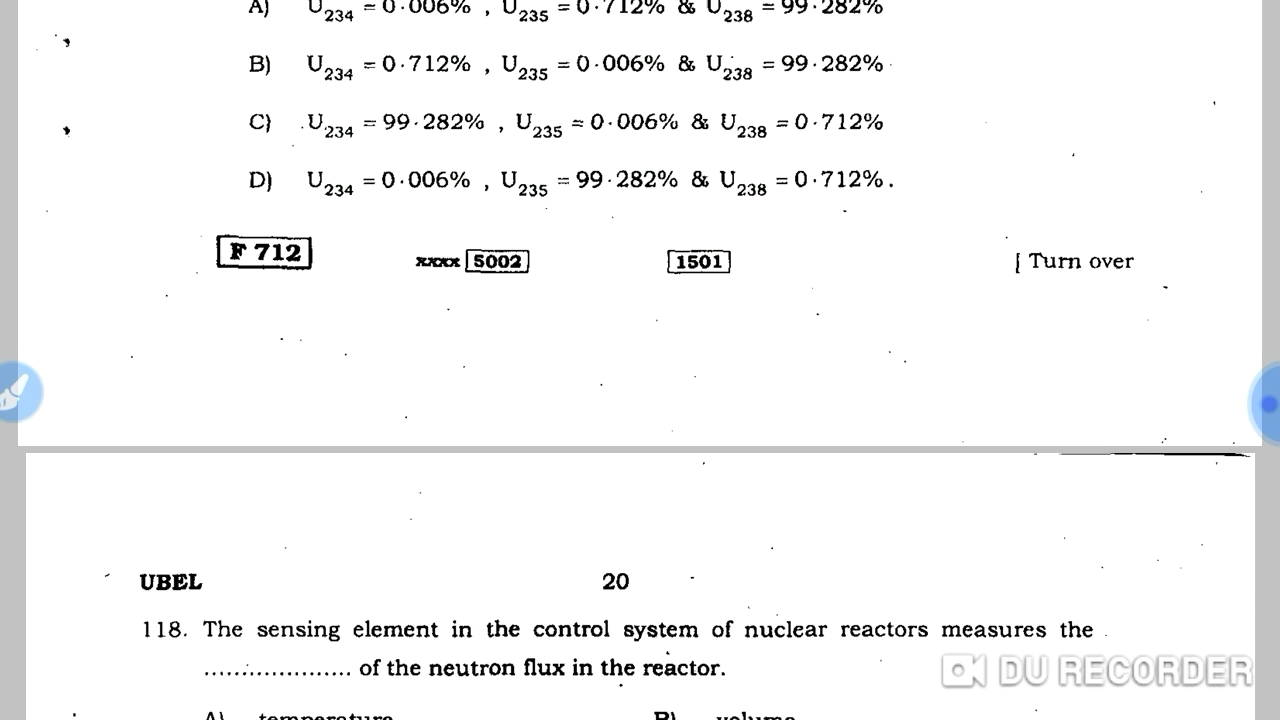 A) U234 = 0·006% , U235 = 0·712% & U238 = 99·282%
B) U234 = 0·712% , U235 = 0·006% & U238 = 99·282%
C) U234 = 99·282% , U235 = 0·006% & U238 = 0·712%
D) U234 = 0·006% , U235 = 99·282% & U238 = 0·712% .
F 712 xxxx 5002 1501 [ Turn over
UBEL 20
118. The sensing element in the control system of nuclear reactors measures the
.................... of the neutron flux in the reactor.
DU RECORDER
A) temperature B) volume